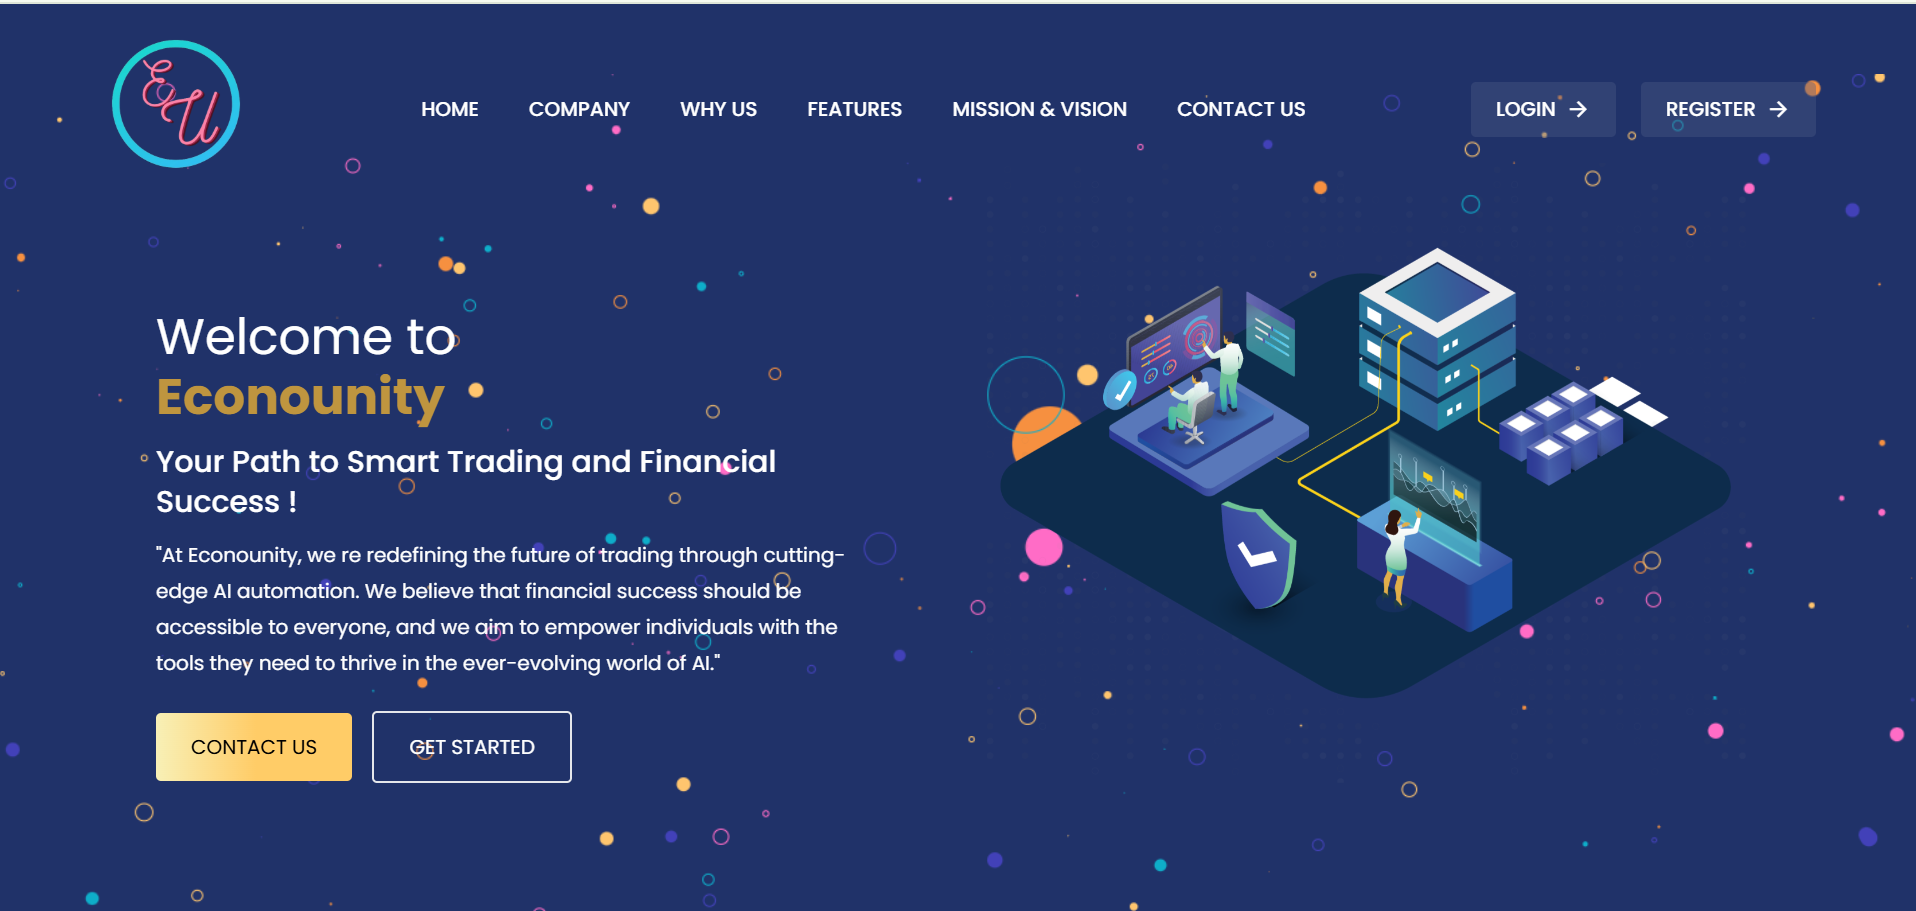 EU
HOME COMPANY WHY US FEATURES MISSION & VISION CONTACT US LOGIN → REGISTER →
Welcome to
Econounity
Your Path to Smart Trading and Financial
Success !
"At Econounity, we re redefining the future of trading through cutting-
edge AI automation. We believe that financial success should be
accessible to everyone, and we aim to empower individuals with the
tools they need to thrive in the ever-evolving world of AI."
CONTACT US GET STARTED